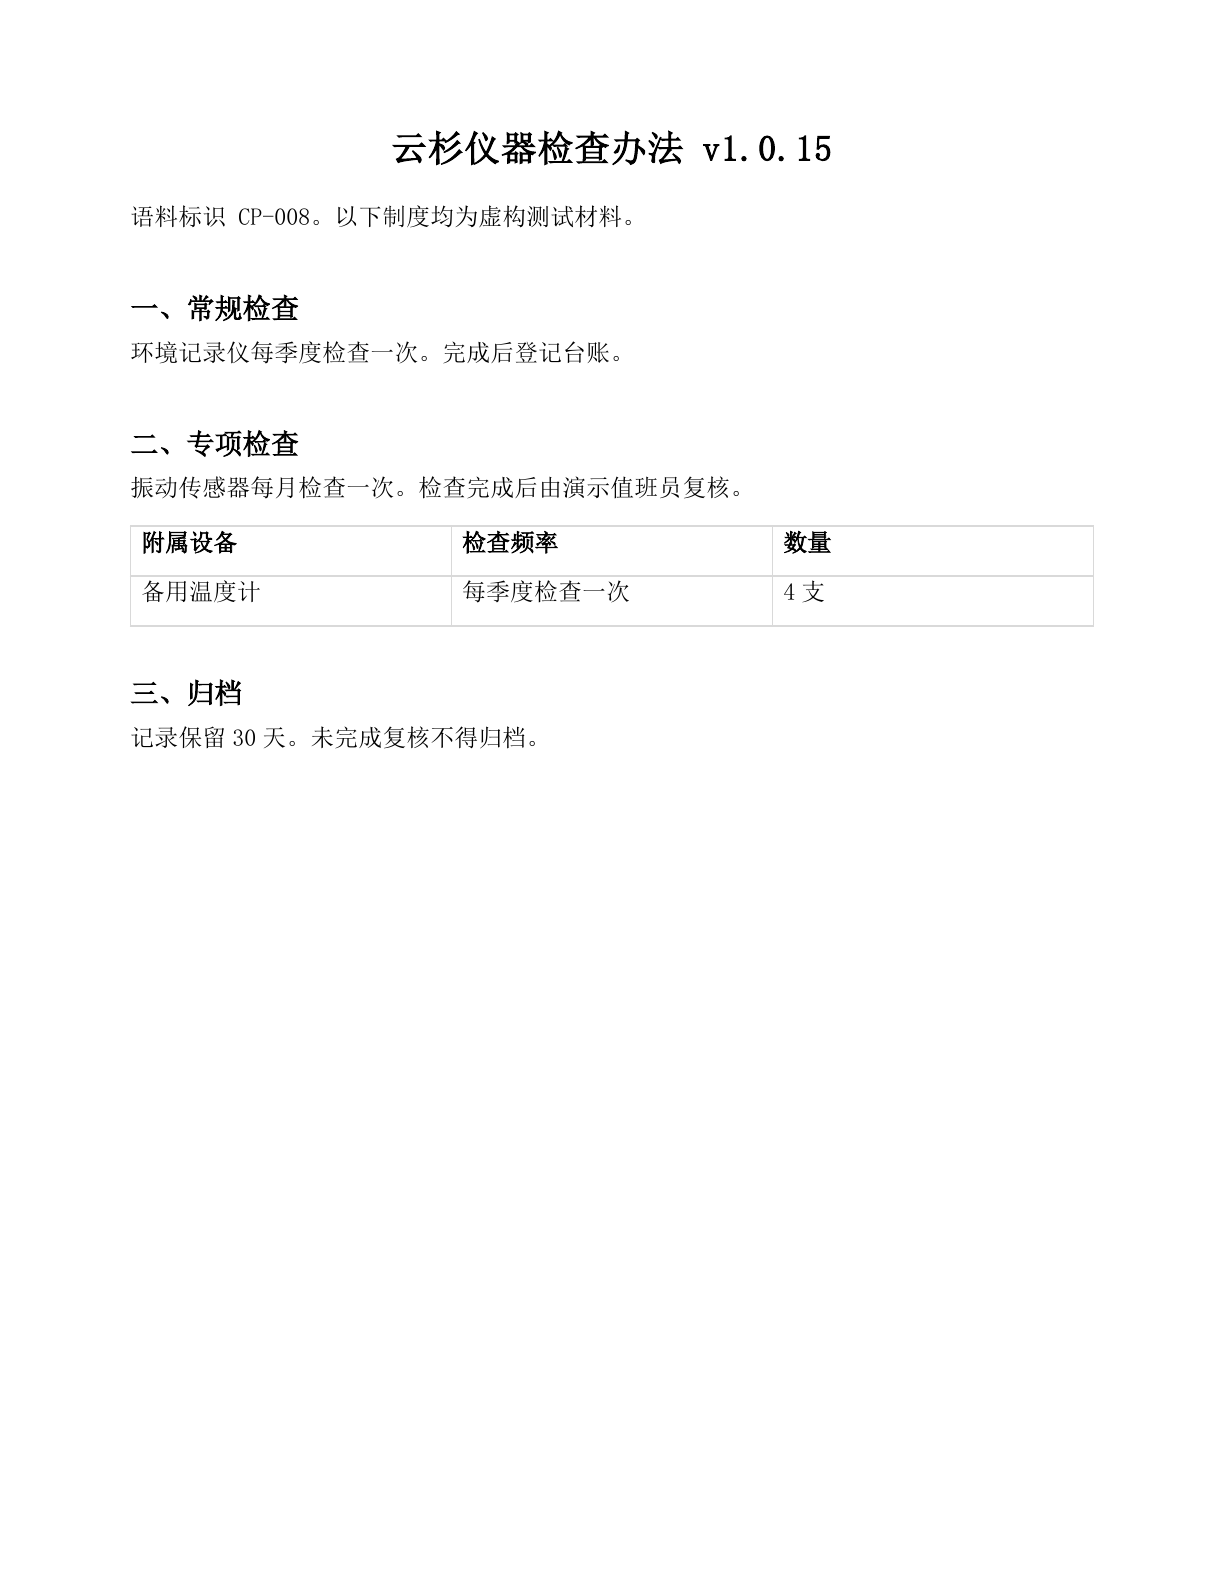 云杉仪器检查办法 v1.0.15
语料标识 CP-008。以下制度均为虚构测试材料。
一、常规检查
环境记录仪每季度检查一次。完成后登记台账。
二、专项检查
振动传感器每月检查一次。检查完成后由演示值班员复核。
附属设备 检查频率 数量
备用温度计 每季度检查一次 4 支
三、归档
记录保留 30 天。未完成复核不得归档。